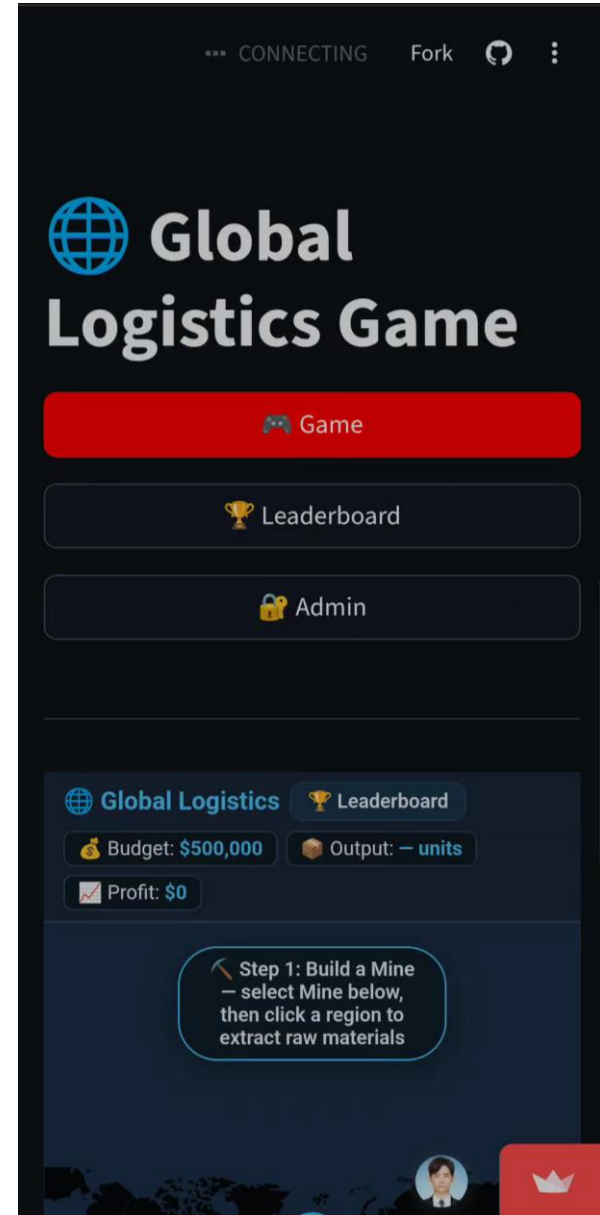 CONNECTING Fork
Global
Logistics Game
Game
Leaderboard
Admin
Global Logistics Leaderboard
Budget: $500,000 Output: — units
Profit: $0
Step 1: Build a Mine
— select Mine below,
then click a region to
extract raw materials